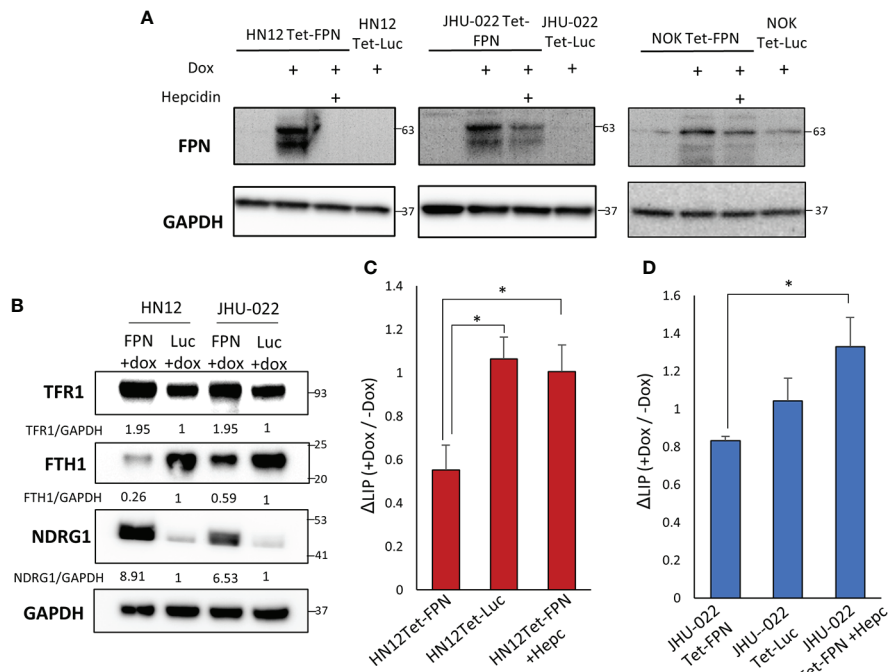 A
HN12 Tet-FPN
HN12
Tet-Luc
JHU-022 Tet-
FPN
JHU-022
Tet-Luc
NOK Tet-FPN
NOK
Tet-Luc
Dox + + + + + + + + +
Hepcidin + + +
FPN 63 63 63
GAPDH 37 37 37
B
HN12 JHU-022
FPN Luc FPN Luc
+dox +dox +dox +dox
TFR1 93
TFR1/GAPDH 1.95 1 1.95 1
FTH1 25
20
FTH1/GAPDH 0.26 1 0.59 1
NDRG1 53
41
NDRG1/GAPDH 8.91 1 6.53 1
GAPDH 37
C
ΔLIP (+Dox / -Dox)
1.4
1.2
1
0.8
0.6
0.4
0.2
0
*
*
HN12Tet-FPN
HN12Tet-Luc
HN12Tet-FPN
+Hepc
D
ΔLIP (+Dox / -Dox)
1.6
1.4
1.2
1
0.8
0.6
0.4
0.2
0
*
JHU-022
Tet-FPN
JHU--022
Tet-Luc
JHU-022
Tet-FPN +Hepc